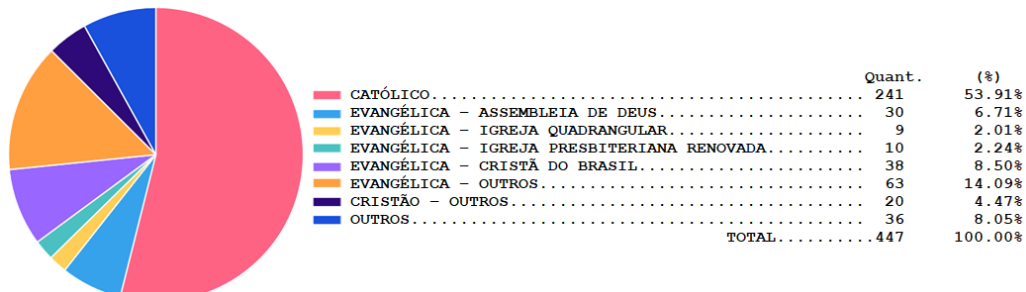 Quant. (%)
CATÓLICO........................................... 241 53.91%
EVANGÉLICA - ASSEMBLEIA DE DEUS.................... 30 6.71%
EVANGÉLICA - IGREJA QUADRANGULAR................... 9 2.01%
EVANGÉLICA - IGREJA PRESBITERIANA RENOVADA......... 10 2.24%
EVANGÉLICA - CRISTÃ DO BRASIL...................... 38 8.50%
EVANGÉLICA - OUTROS................................ 63 14.09%
CRISTÃO - OUTROS................................... 20 4.47%
OUTROS............................................. 36 8.05%
TOTAL..........447 100.00%